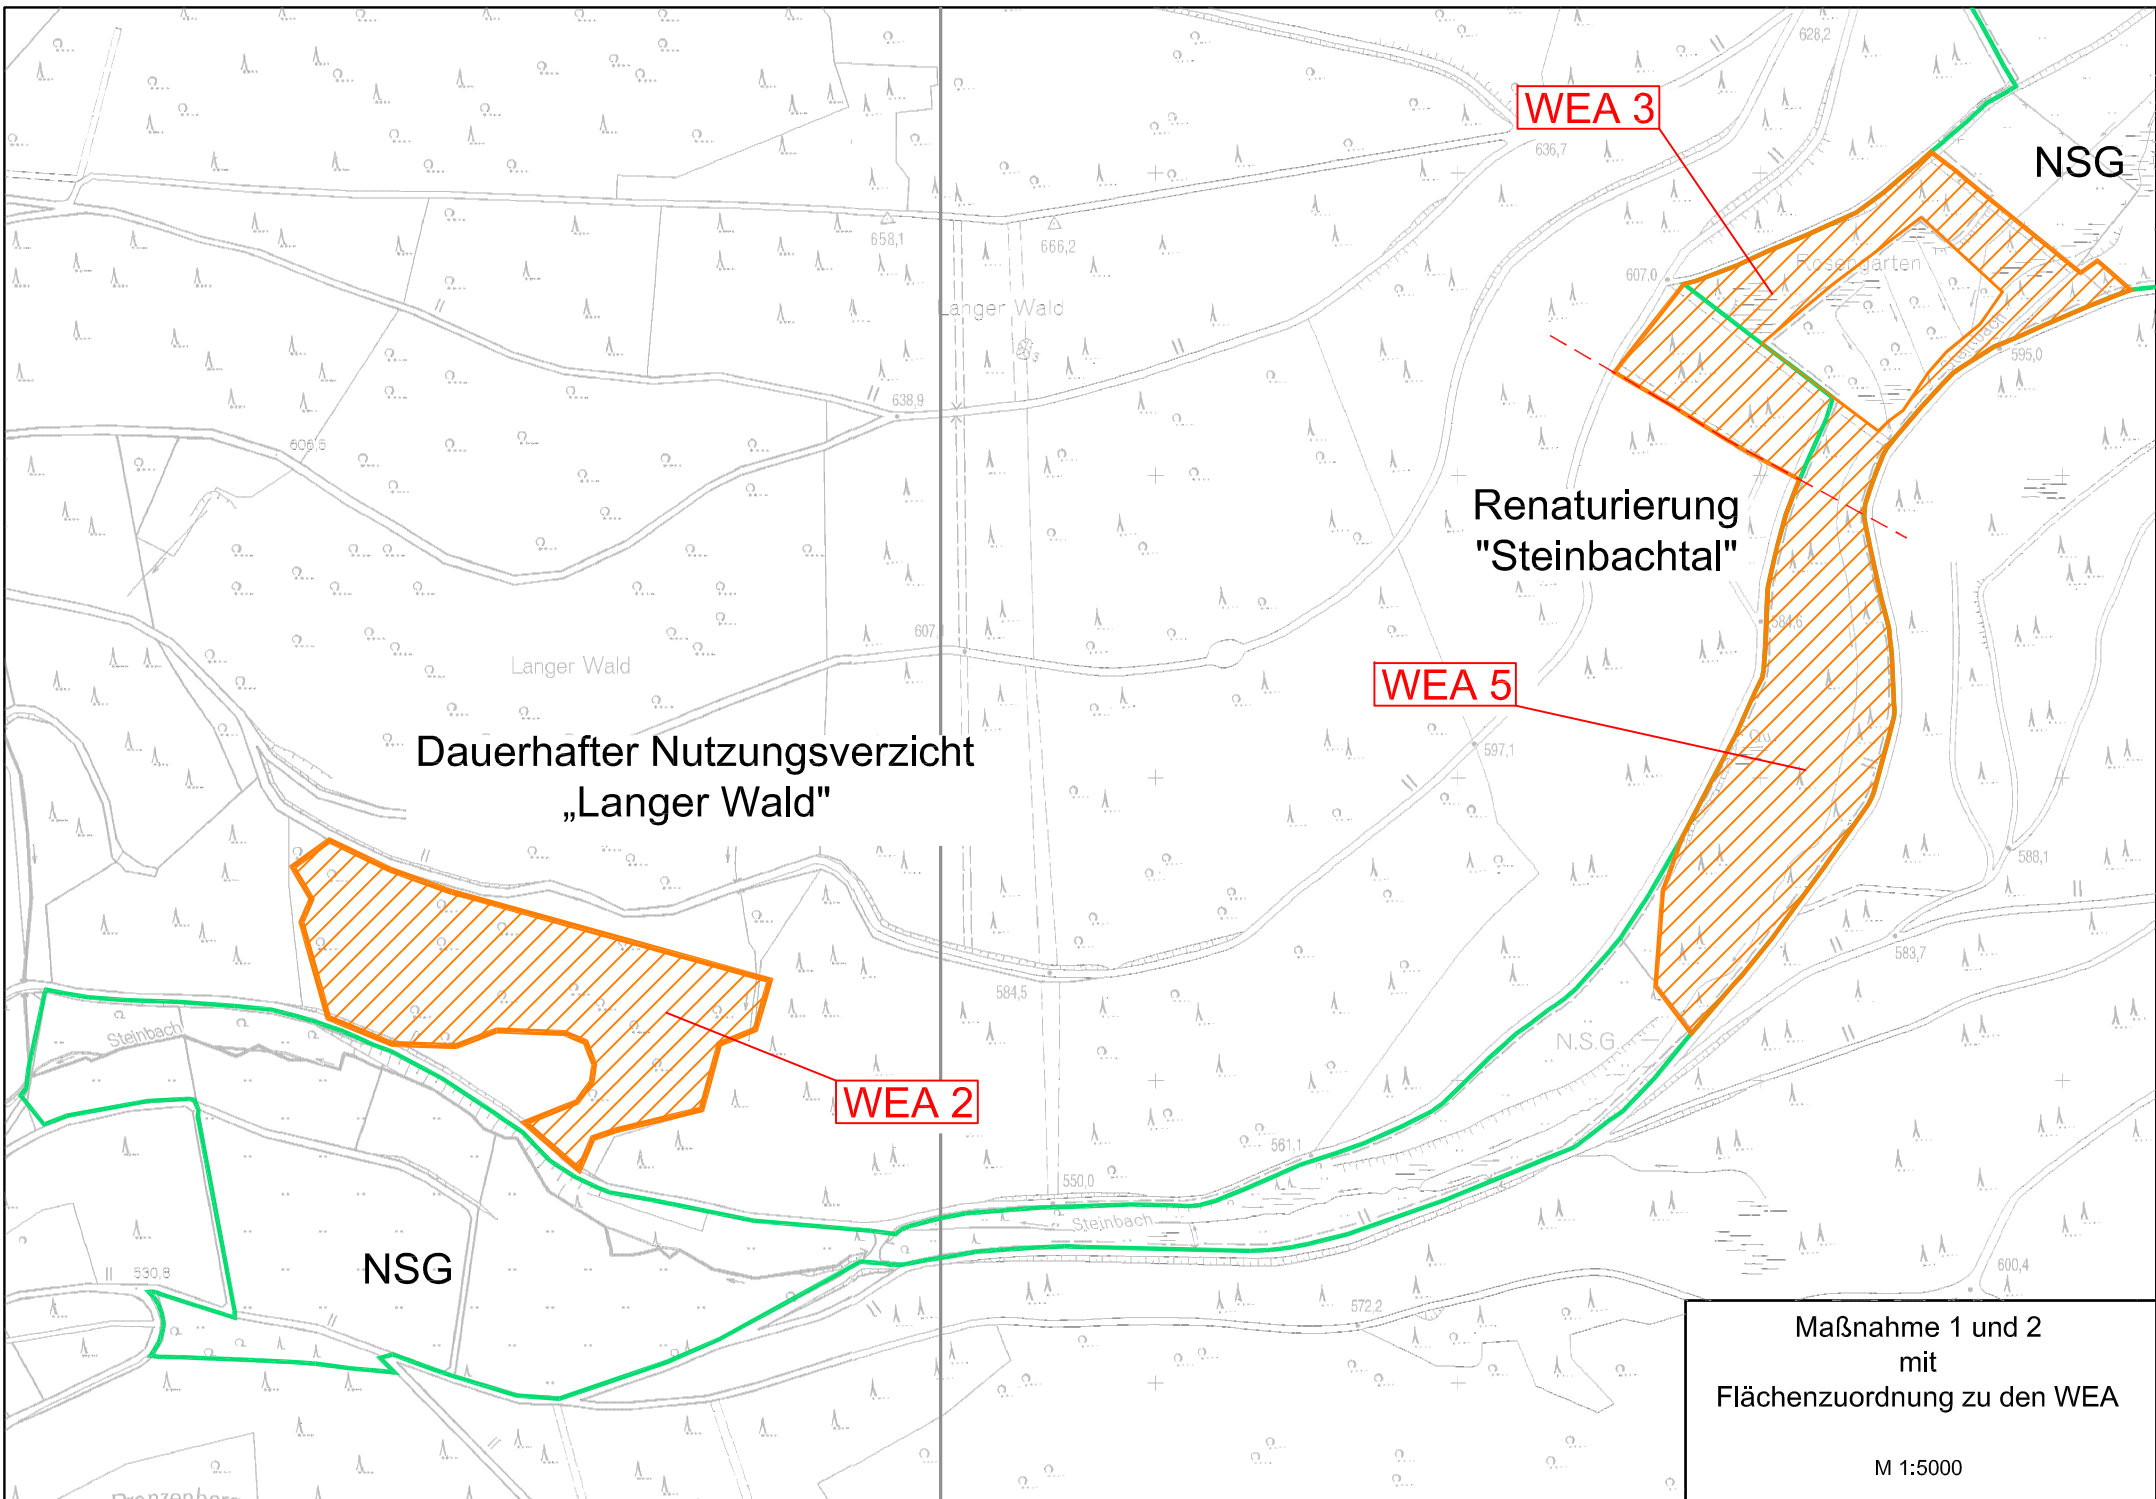 628,2
WEA 3
636,7
NSG
658,1
666,2
607,0
Rosengarten
Langer Wald
595,0
638,9
606,5
Renaturierung
"Steinbachtal"
584,6
607,1
Langer Wald
WEA 5
Qu
597,1
Dauerhafter Nutzungsverzicht
„Langer Wald"
588,1
583,7
584,5
Steinbach
N.S.G.
WEA 2
561,1
550,0
Steinbach
NSG
530,8
600,4
572,2
Maßnahme 1 und 2
mit
Flächenzuordnung zu den WEA
M 1:5000